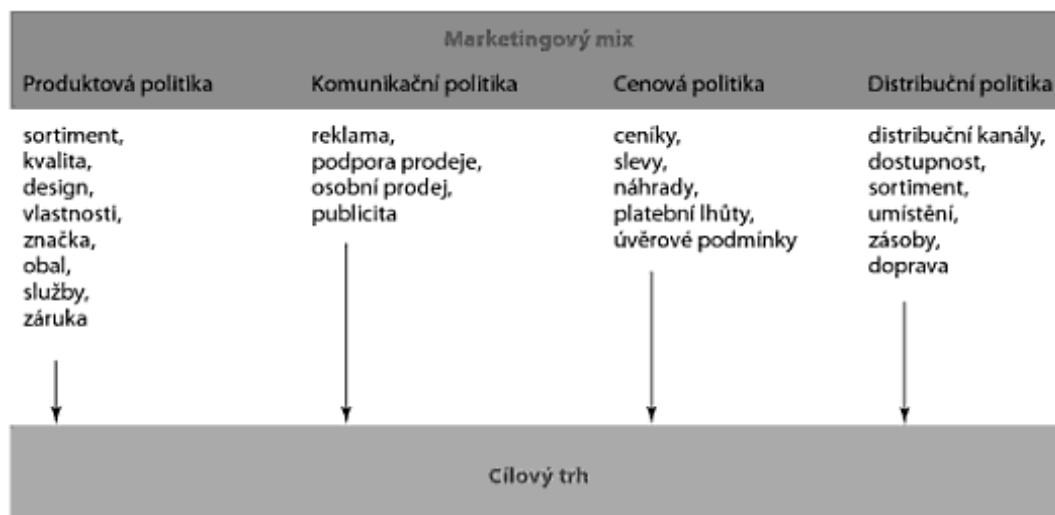 Marketingový mix
Produktová politika
Komunikační politika
Cenová politika
Distribuční politika
sortiment,
kvalita,
design,
vlastnosti,
značka,
obal,
služby,
záruka
reklama,
podpora prodeje,
osobní prodej,
publicita
ceníky,
slevy,
náhrady,
platební lhůty,
úvěrové podmínky
distribuční kanály,
dostupnost,
sortiment,
umístění,
zásoby,
doprava
Cílový trh